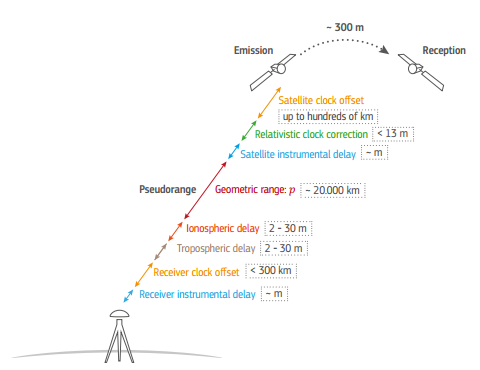 ~ 300 m
Emission
Reception
Satellite clock offset
up to hundreds of km
Relativistic clock correction < 13 m
Satellite instrumental delay ~ m
Pseudorange Geometric range: p ~ 20.000 km
Ionospheric delay 2 - 30 m
Tropospheric delay 2 - 30 m
Receiver clock offset < 300 km
Receiver instrumental delay ~ m